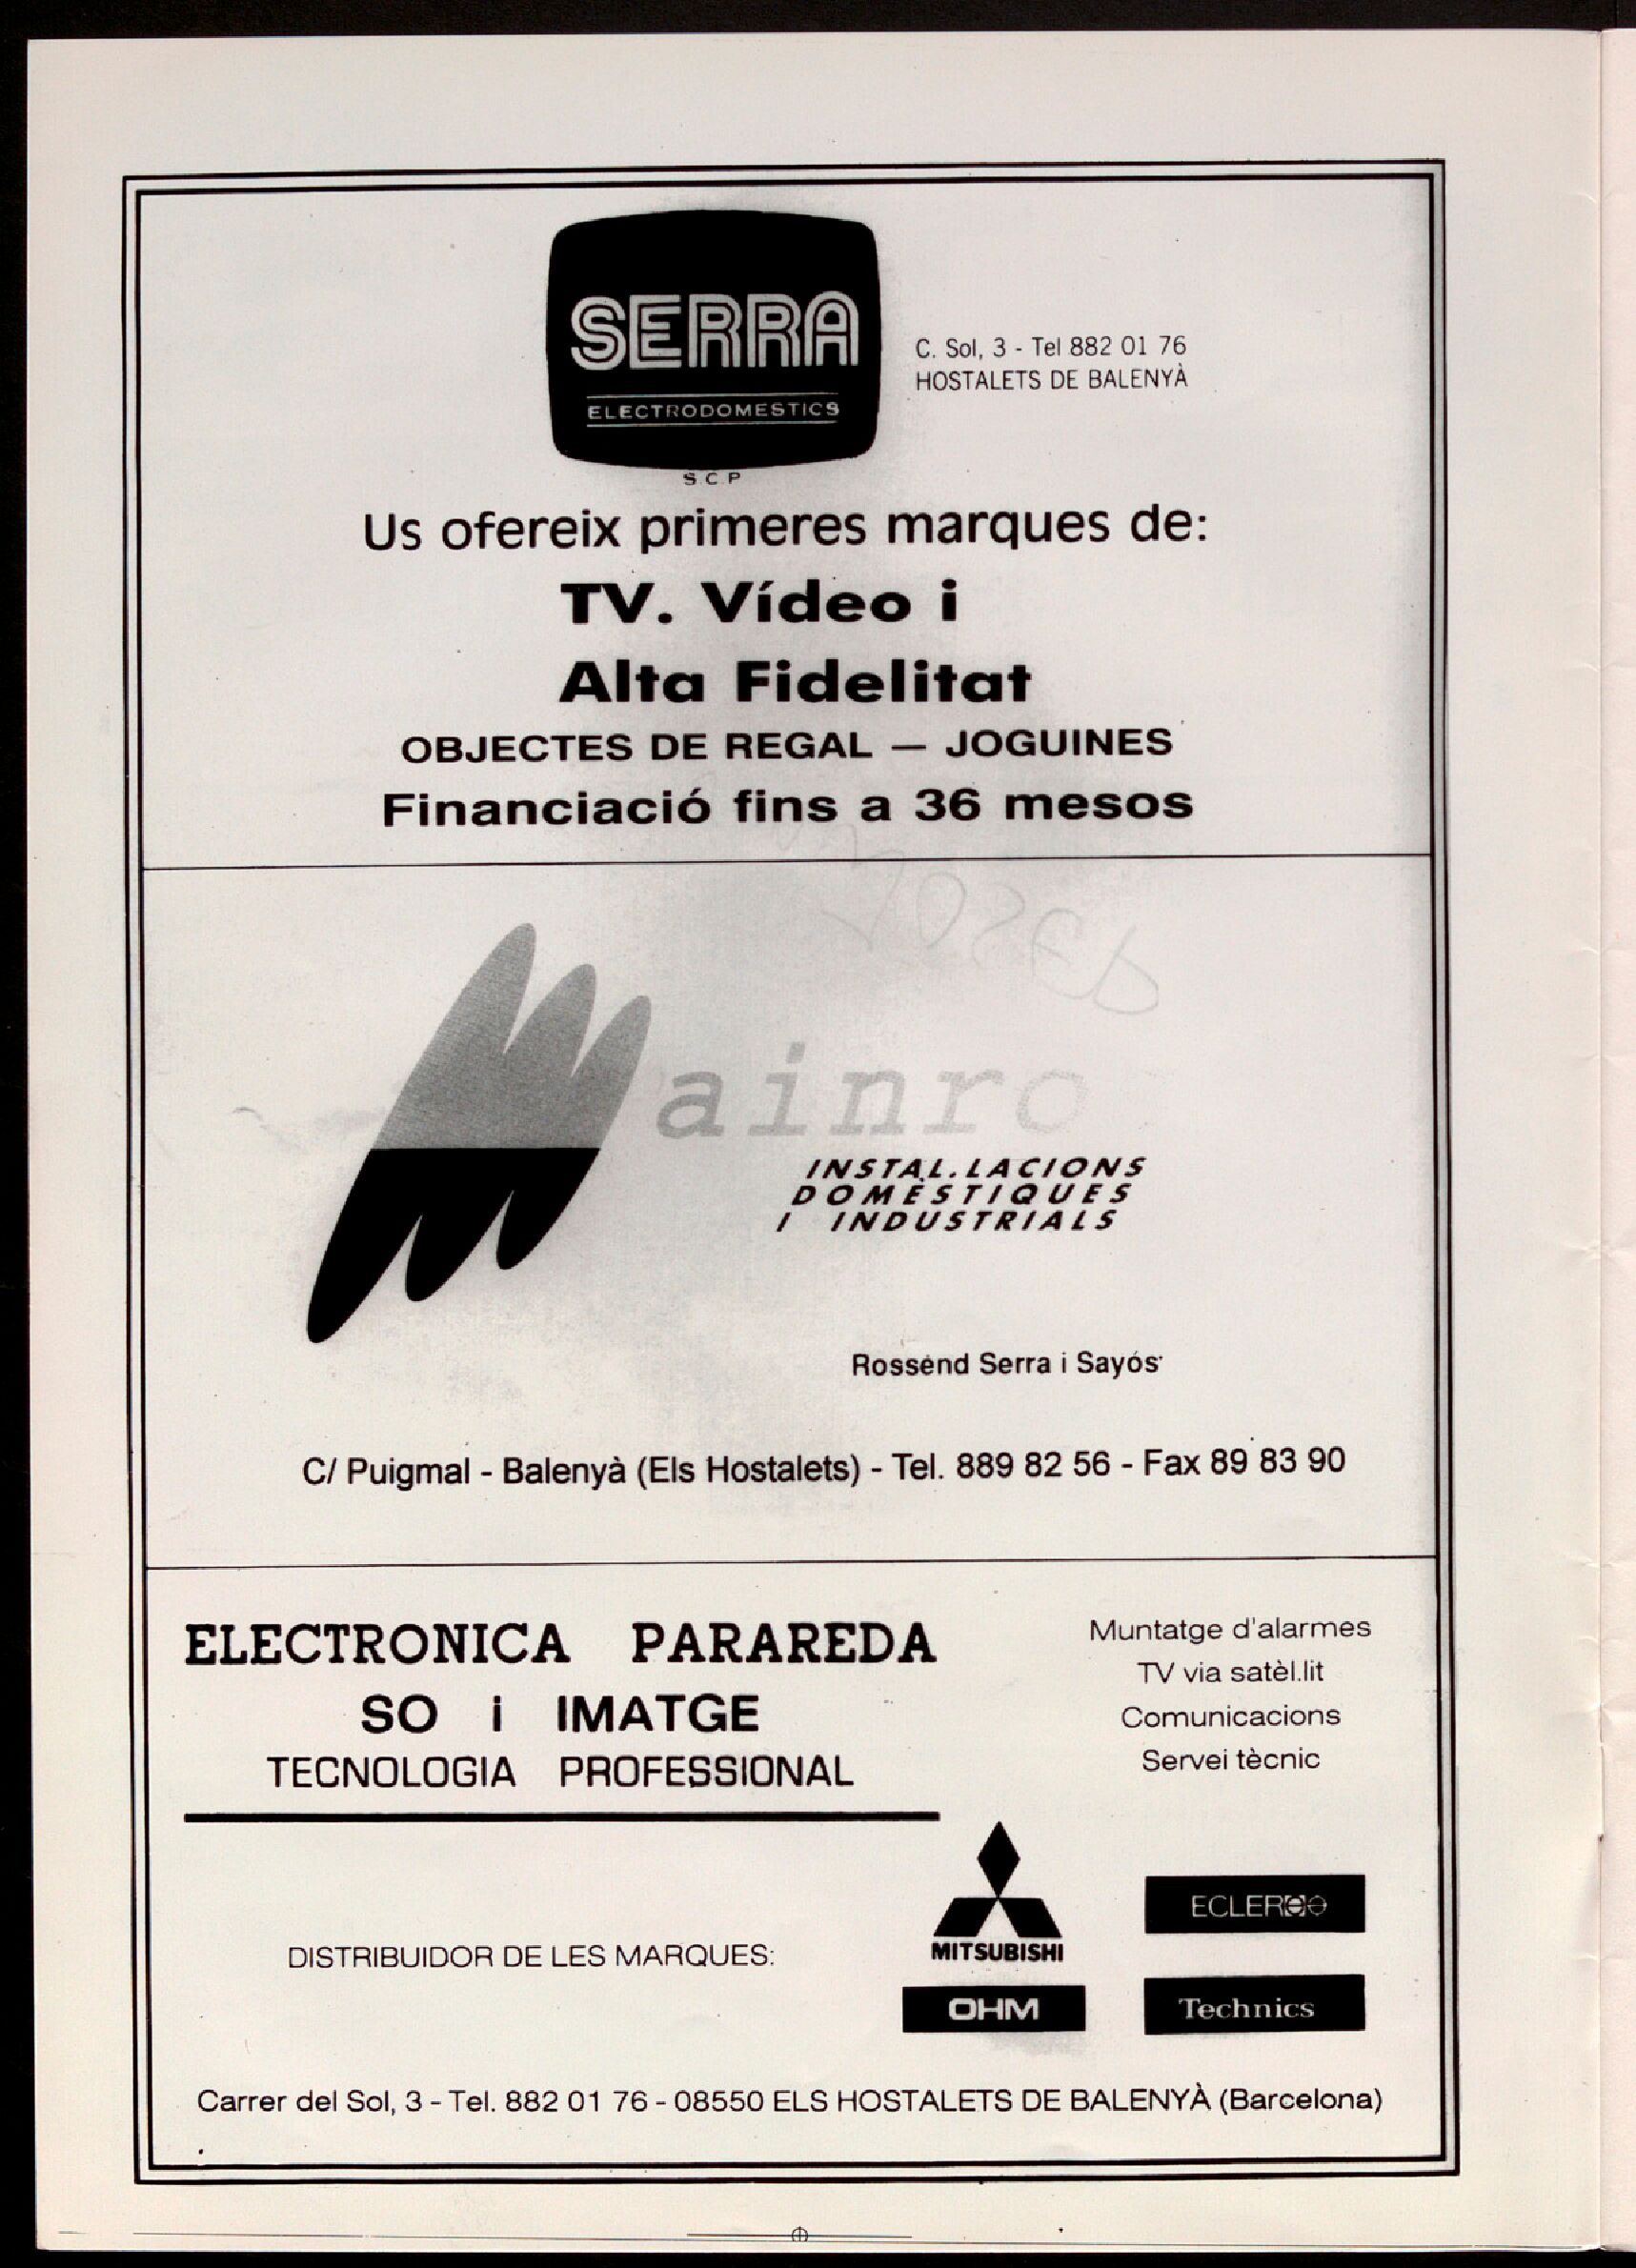 SERRA
ELECTRODOMESTICS
S.C.P
C. Sol, 3 - Tel 882 01 76
HOSTALETS DE BALENYÀ
Us ofereix primeres marques de:
TV. Vídeo i
Alta Fidelitat
OBJECTES DE REGAL — JOGUINES
Financiació fins a 36 mesos
Mainro
INSTAL.LACIONS
DOMÈSTIQUES
I INDUSTRIALS
Rossend Serra i Sayós
C/ Puigmal - Balenyà (Els Hostalets) - Tel. 889 82 56 - Fax 89 83 90
ELECTRONICA PARAREDA
SO i IMATGE
TECNOLOGIA PROFESSIONAL
Muntatge d'alarmes
TV via satèl.lit
Comunicacions
Servei tècnic
DISTRIBUIDOR DE LES MARQUES:
MITSUBISHI
ECLER
OHM
Technics
Carrer del Sol, 3 - Tel. 882 01 76 - 08550 ELS HOSTALETS DE BALENYÀ (Barcelona)